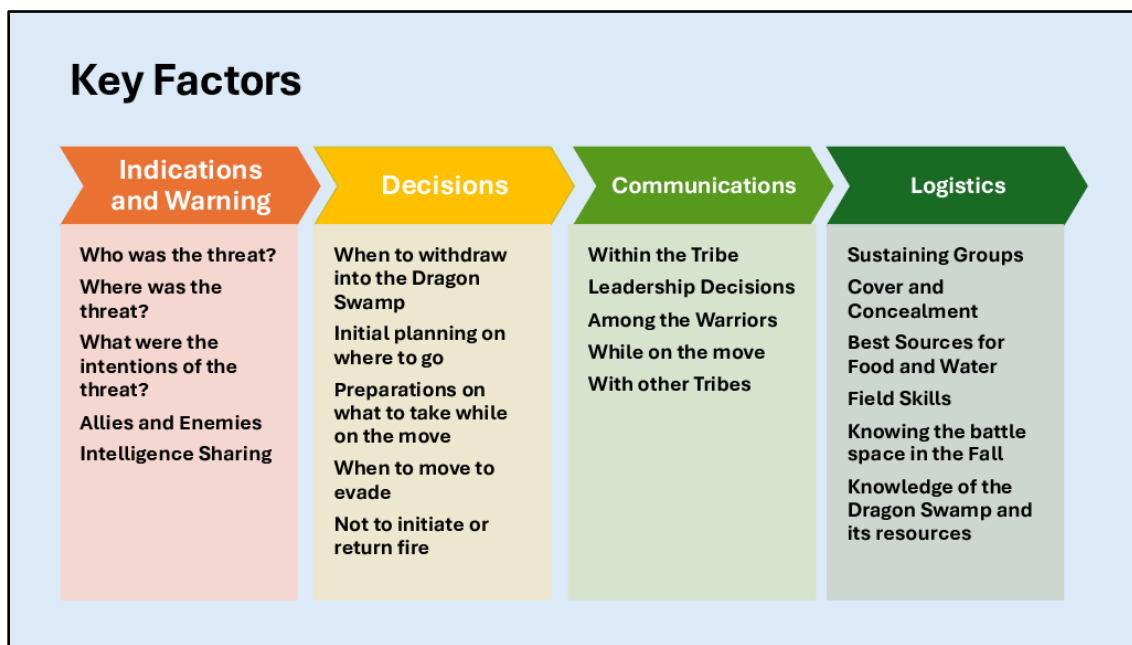 Key Factors
Indications
and Warning
Who was the threat?
Where was the
threat?
What were the
intentions of the
threat?
Allies and Enemies
Intelligence Sharing
Decisions
When to withdraw
into the Dragon
Swamp
Initial planning on
where to go
Preparations on
what to take while
on the move
When to move to
evade
Not to initiate or
return fire
Communications
Within the Tribe
Leadership Decisions
Among the Warriors
While on the move
With other Tribes
Logistics
Sustaining Groups
Cover and
Concealment
Best Sources for
Food and Water
Field Skills
Knowing the battle
space in the Fall
Knowledge of the
Dragon Swamp and
its resources